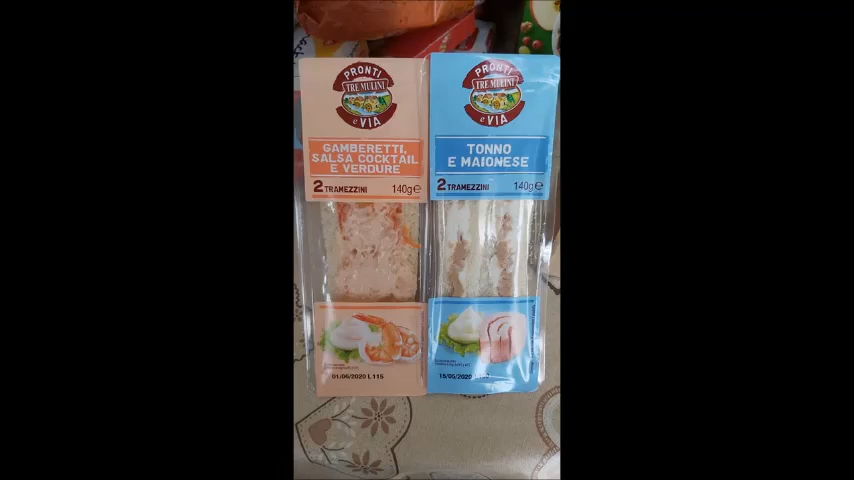 PRONTI
TRE MULINI
e VIA
GAMBERETTI,
SALSA COCKTAIL
E VERDURE
2 TRAMEZZINI 140g e
PRONTI
TRE MULINI
e VIA
TONNO
E MAIONESE
2 TRAMEZZINI 140g e
01/06/2020 L 115
15/05/2020